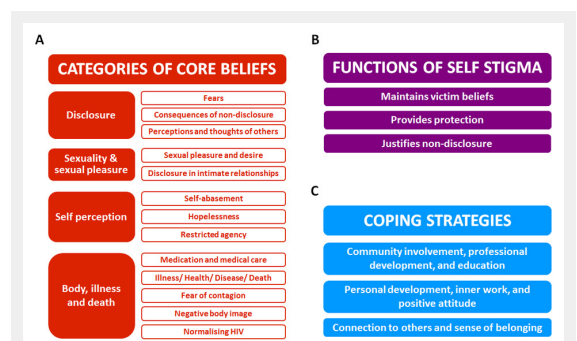 A
CATEGORIES OF CORE BELIEFS
Disclosure
Fears
Consequences of non-disclosure
Perceptions and thoughts of others
Sexuality &
sexual pleasure
Sexual pleasure and desire
Disclosure in intimate relationships
Self perception
Self-abasement
Hopelessness
Restricted agency
Body, illness
and death
Medication and medical care
Illness/ Health/ Disease/ Death
Fear of contagion
Negative body image
Normalising HIV
B
FUNCTIONS OF SELF STIGMA
Maintains victim beliefs
Provides protection
Justifies non-disclosure
C
COPING STRATEGIES
Community involvement, professional
development, and education
Personal development, inner work, and
positive attitude
Connection to others and sense of belonging